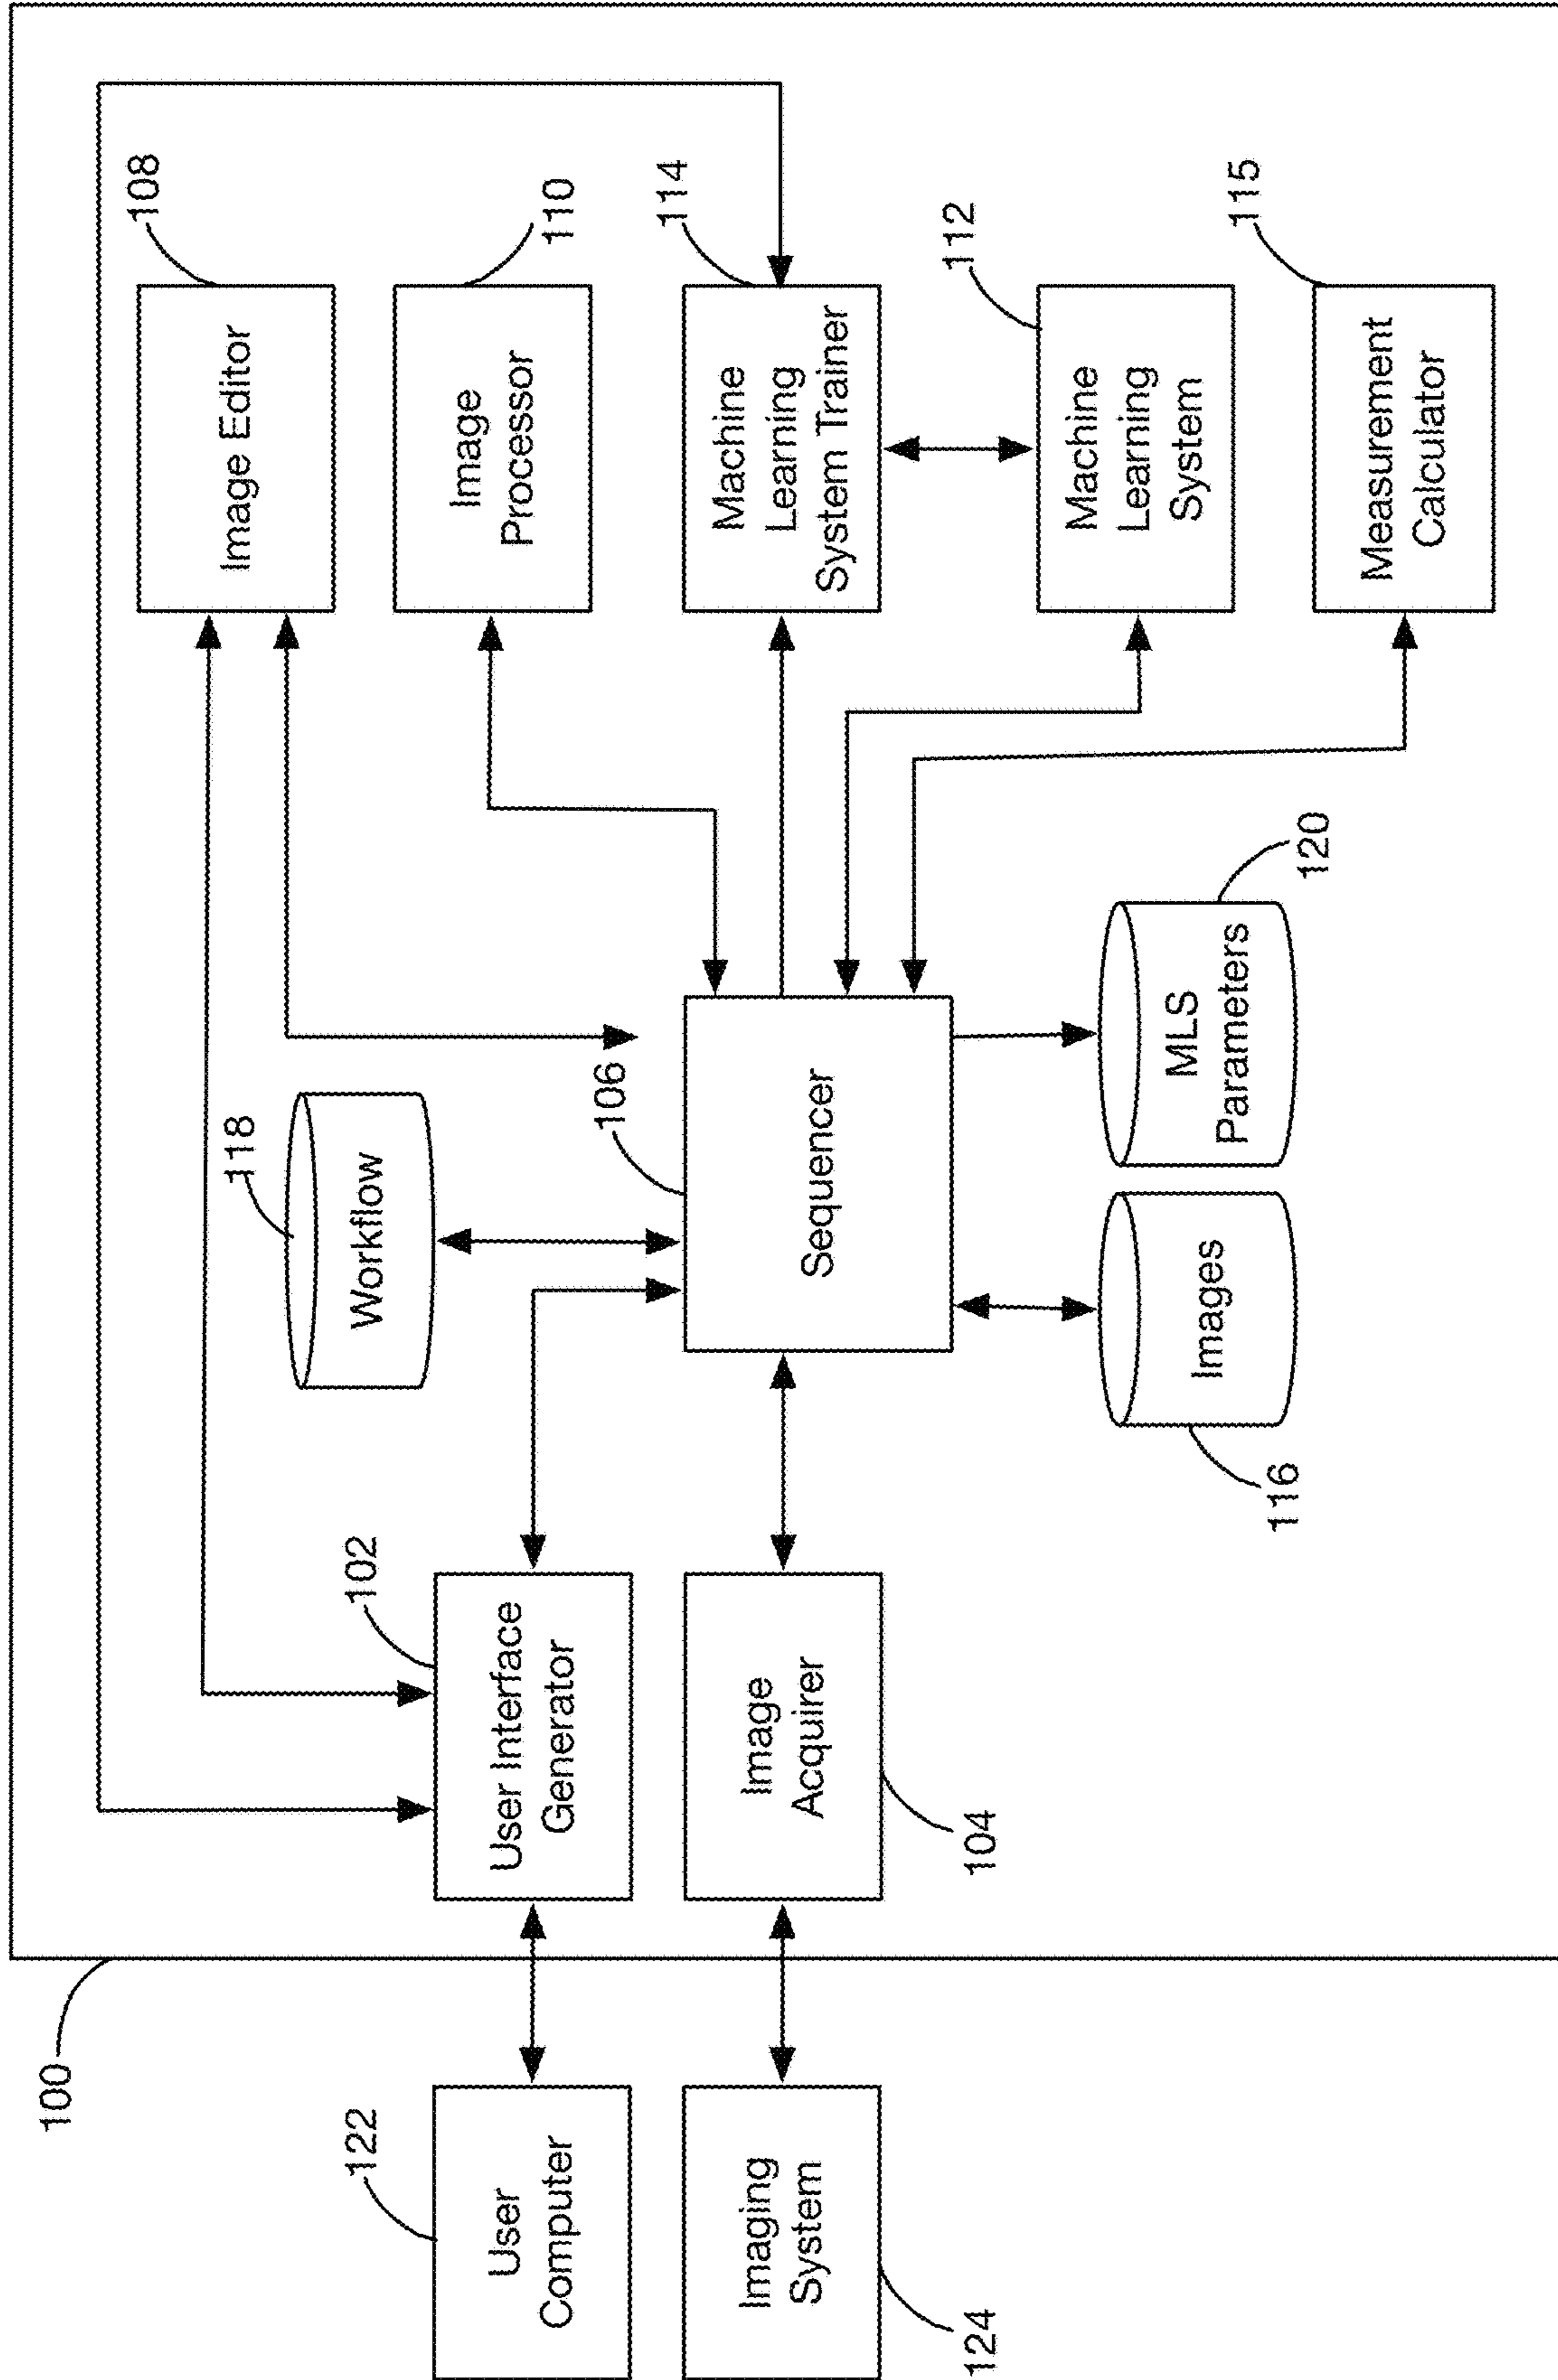 100
108
Image Editor
110
Image
Processor
114
Machine
Learning
System Trainer
112
Machine
Learning
System
115
Measurement
Calculator
118
Workflow
106
Sequencer
120
MLS
Parameters
Images
116
102
User Interface
Generator
Image
Acquirer
104
122
User
Computer
Imaging
System
124